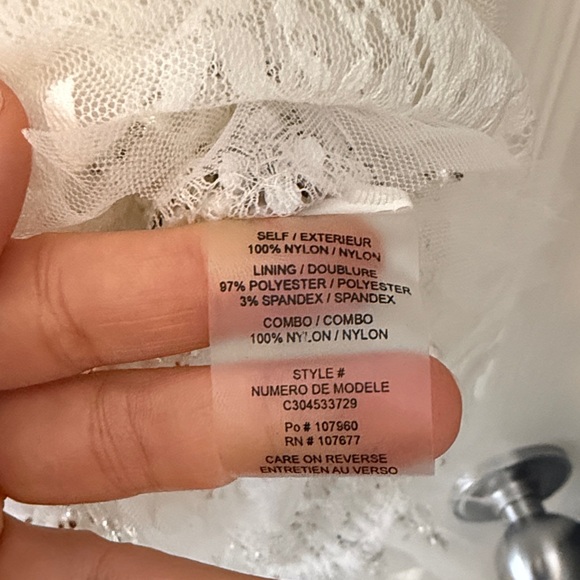 SELF / EXTERIEUR
100% NYLON / NYLON
LINING / DOUBLURE
97% POLYESTER / POLYESTER
3% SPANDEX / SPANDEX
COMBO / COMBO
100% NYLON / NYLON
STYLE #
NUMERO DE MODELE
C304533729
Po # 107960
RN # 107677
CARE ON REVERSE
ENTRETIEN AU VERSO